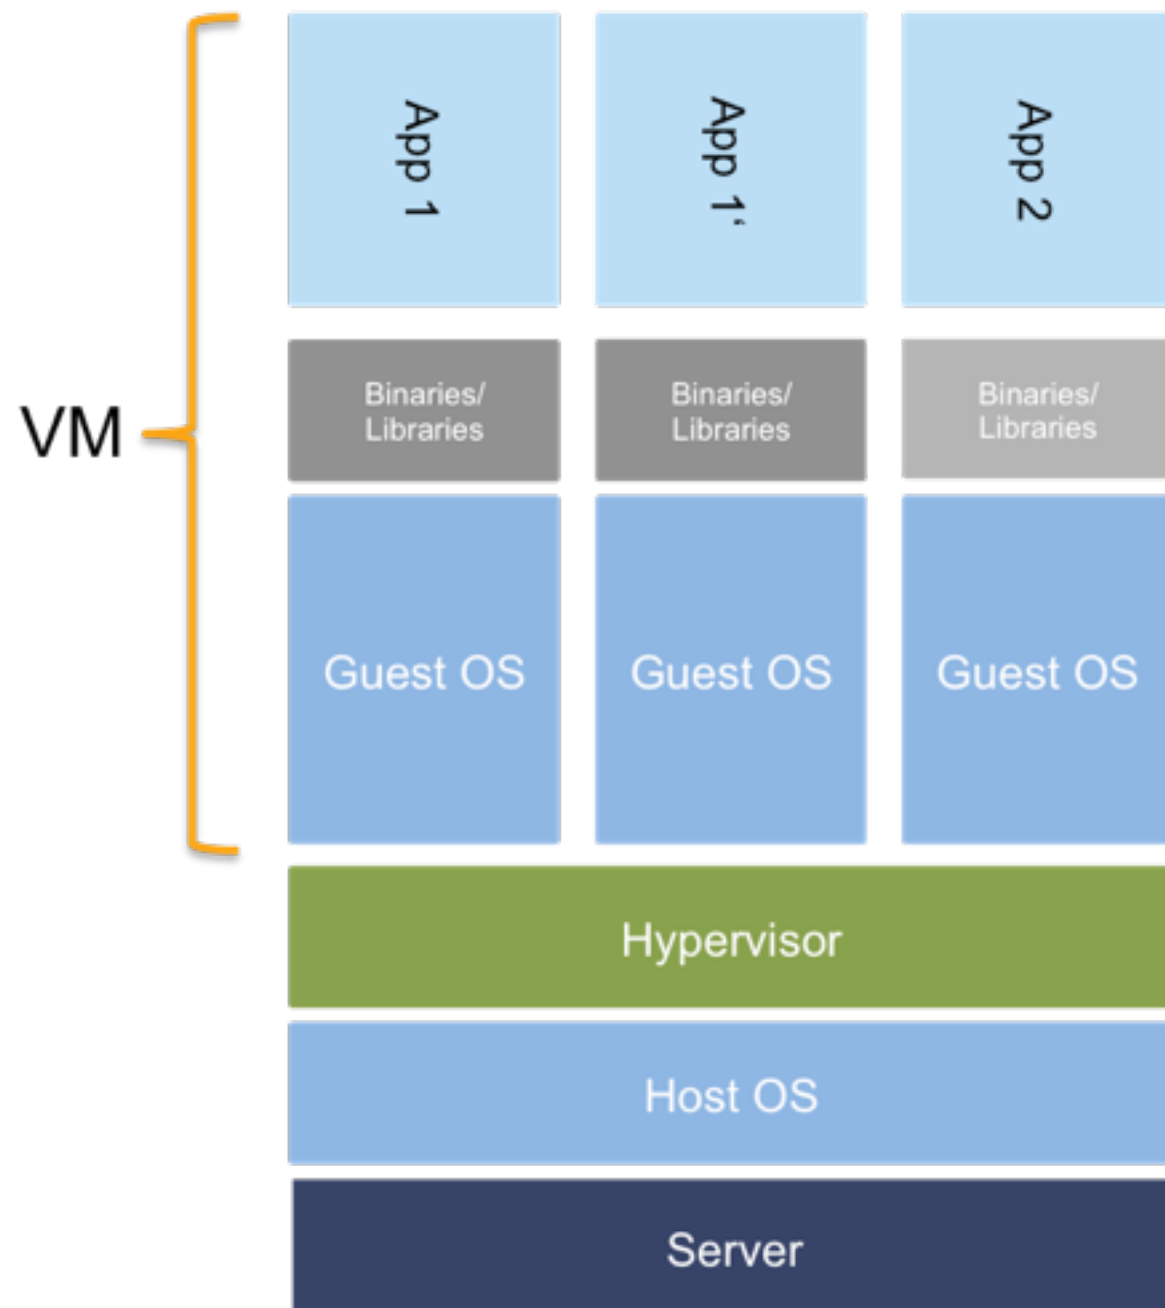 App 1
App 1‘
App 2
Binaries/
Libraries
Binaries/
Libraries
Binaries/
Libraries
VM
Guest OS
Guest OS
Guest OS
Hypervisor
Host OS
Server